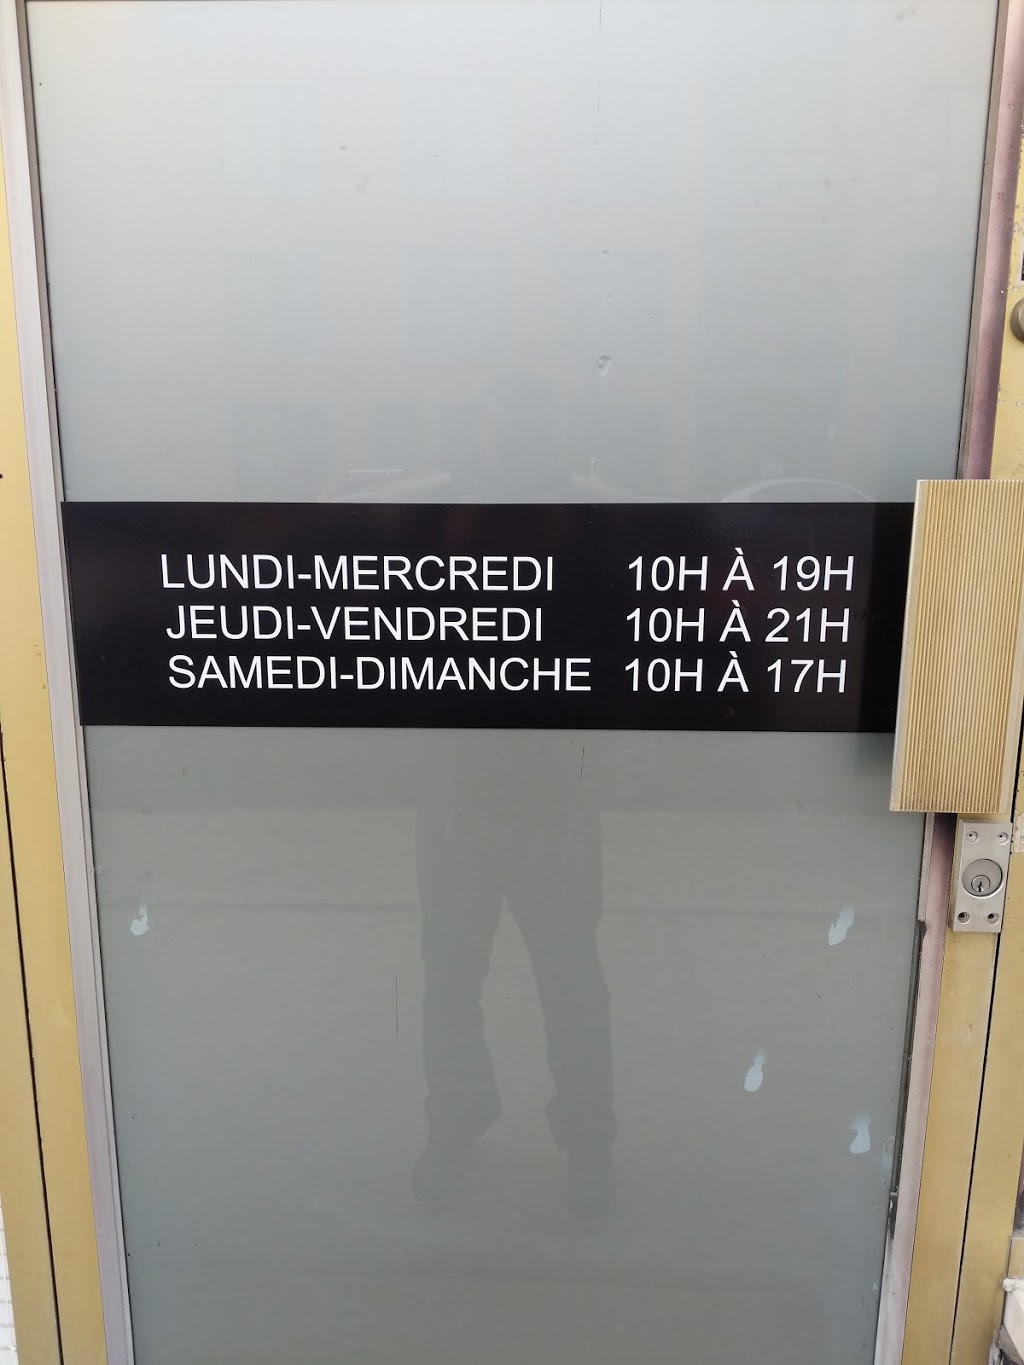 LUNDI-MERCREDI 10H À 19H
JEUDI-VENDREDI 10H À 21H
SAMEDI-DIMANCHE 10H À 17H